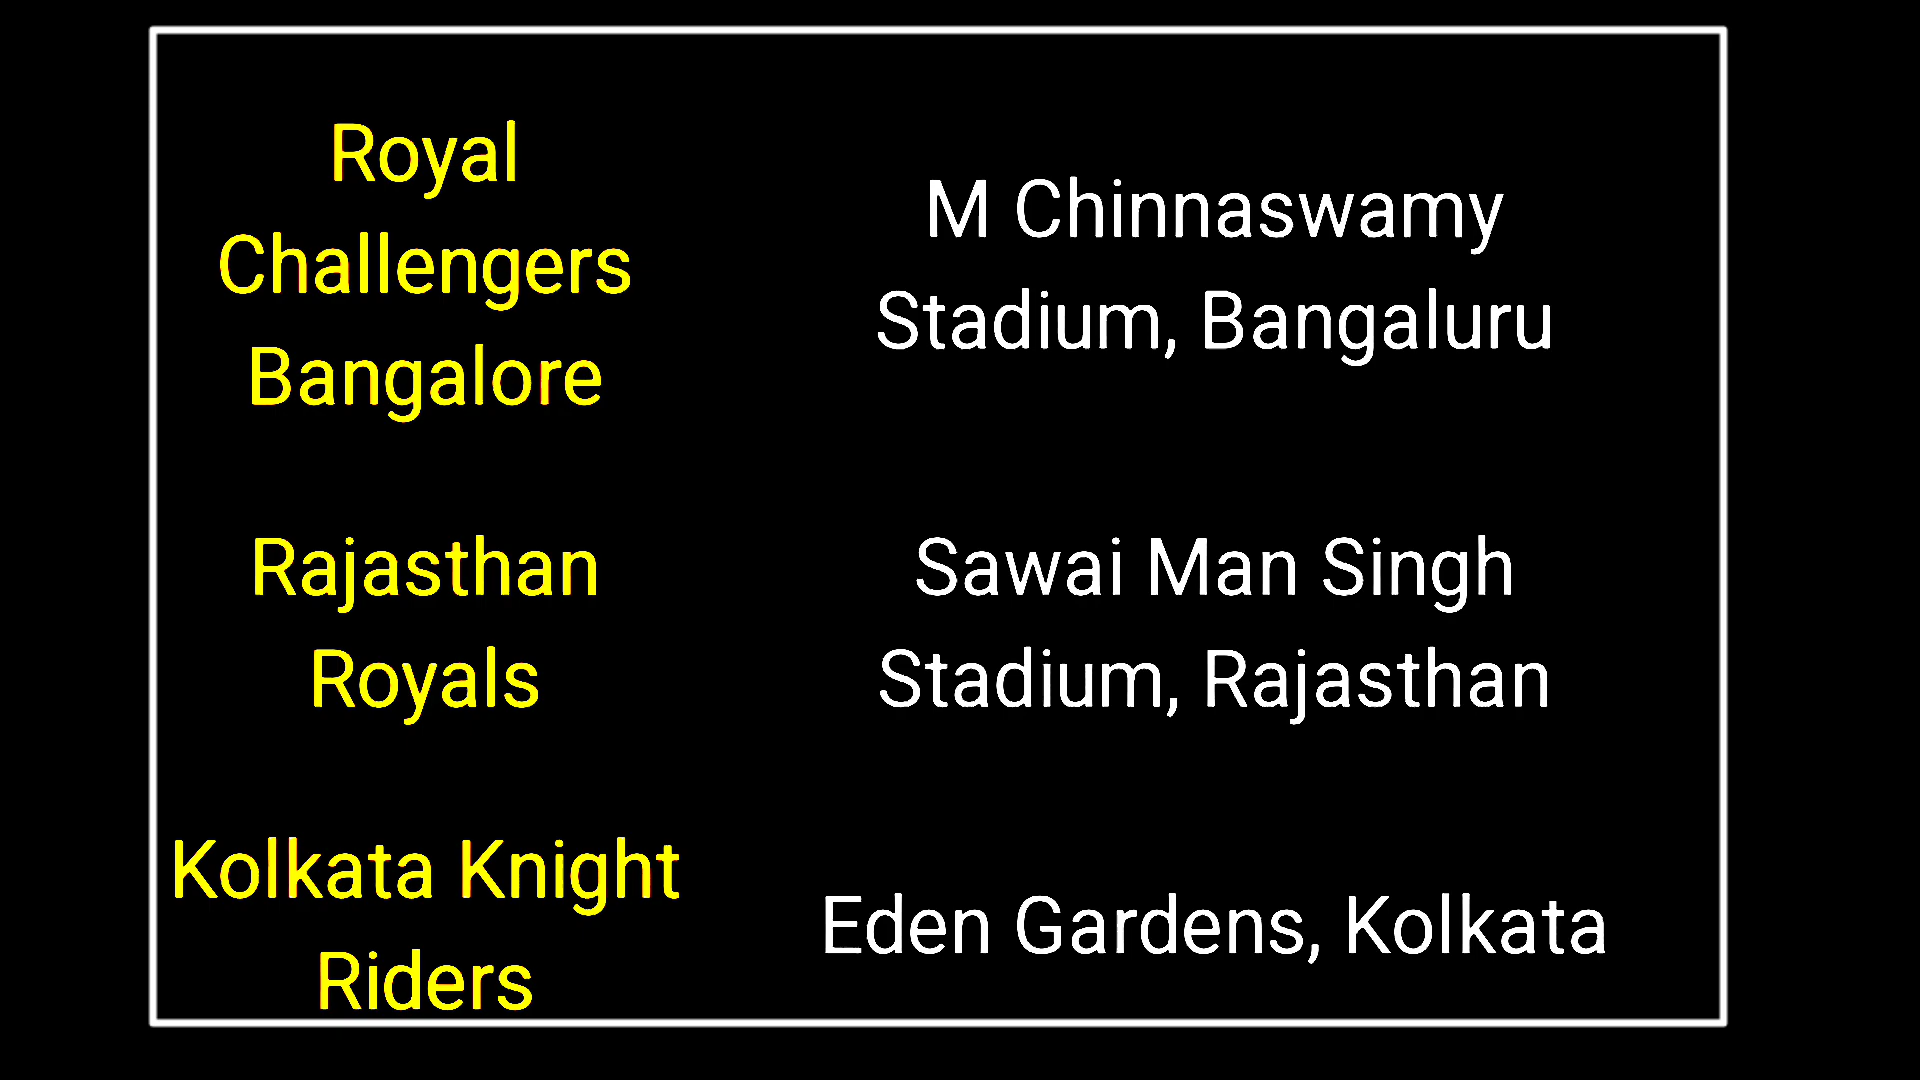 Royal
Challengers
Bangalore
M Chinnaswamy
Stadium, Bangaluru
Rajasthan
Royals
Sawai Man Singh
Stadium, Rajasthan
Kolkata Knight
Riders
Eden Gardens, Kolkata